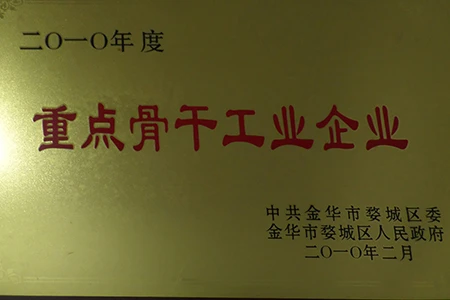 二〇一〇年度
重点骨干工业企业
中共金华市婺城区委
金华市婺城区人民政府
二〇一〇年二月